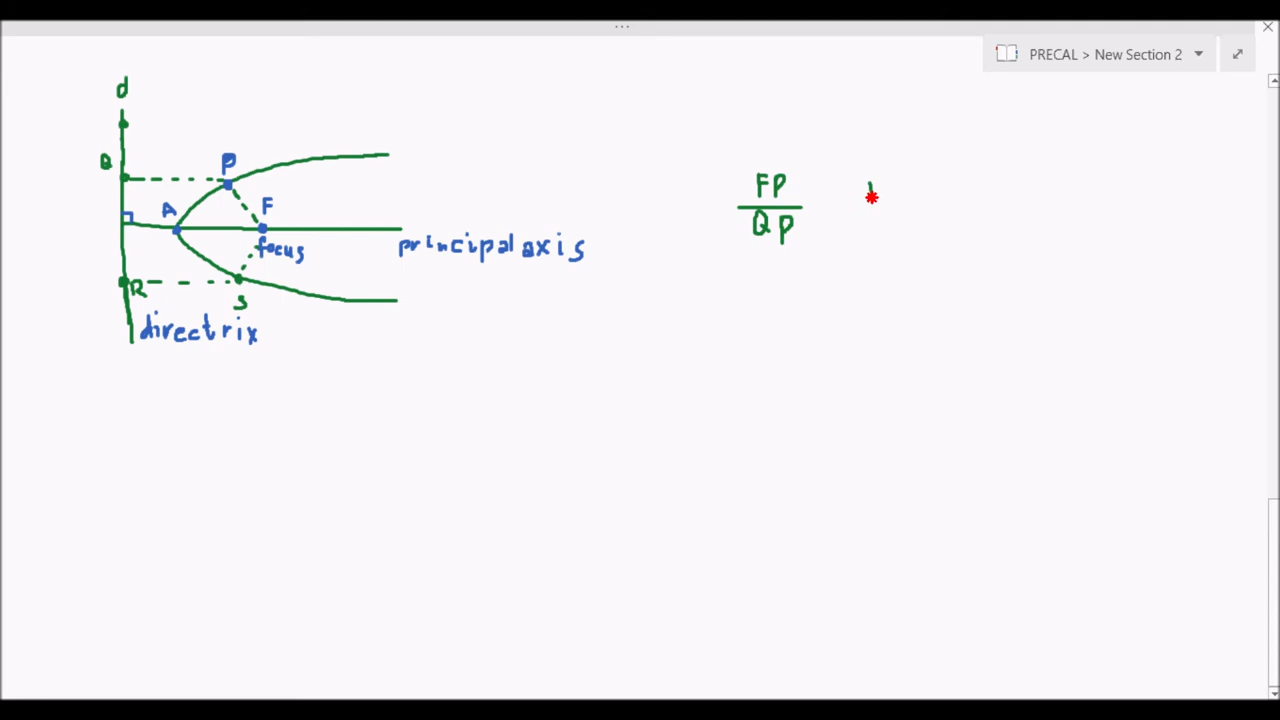 PRECAL > New Section 2
d
Q
P
A
F
focus
principal axis
R
S
directrix
FP
QP